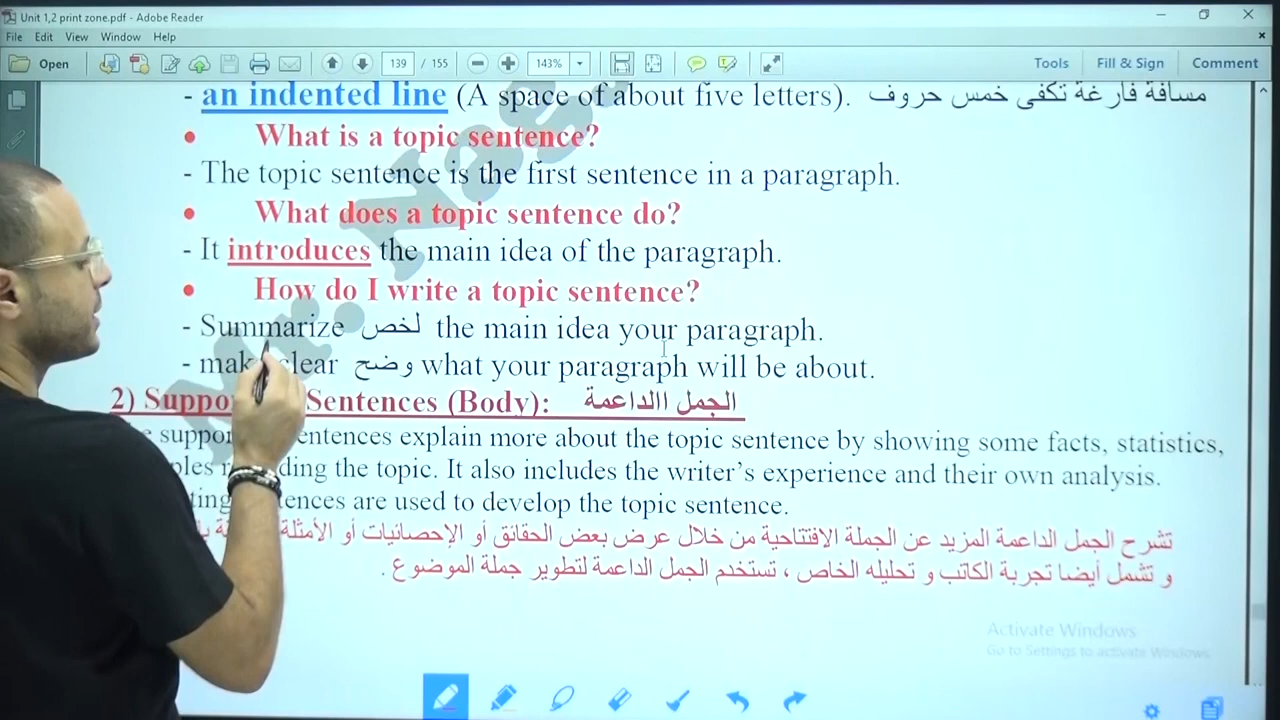 Unit 1,2 print zone.pdf - Adobe Reader
File Edit View Window Help
Open 139 / 155 143% Tools Fill & Sign Comment
- an indented line (A space of about five letters). مسافة فارغة تكفى خمس حروف
• What is a topic sentence?
- The topic sentence is the first sentence in a paragraph.
• What does a topic sentence do?
- It introduces the main idea of the paragraph.
• How do I write a topic sentence?
- Summarize لخص the main idea your paragraph.
- mak clear وضح what your paragraph will be about.
2) Suppo Sentences (Body): الجمل االداعمة
suppor entences explain more about the topic sentence by showing some facts, statistics,
ples r ding the topic. It also includes the writer's experience and their own analysis.
ting tences are used to develop the topic sentence.
تشرح الجمل الداعمة المزيد عن الجملة الافتتاحية من خلال عرض بعض الحقائق أو الإحصائيات أو الأمثلة
و تشمل أيضا تجربة الكاتب و تحليله الخاص ، تستخدم الجمل الداعمة لتطوير جملة الموضوع .
Mr. Nas
Activate Windows
Go to Settings to activate Windows.